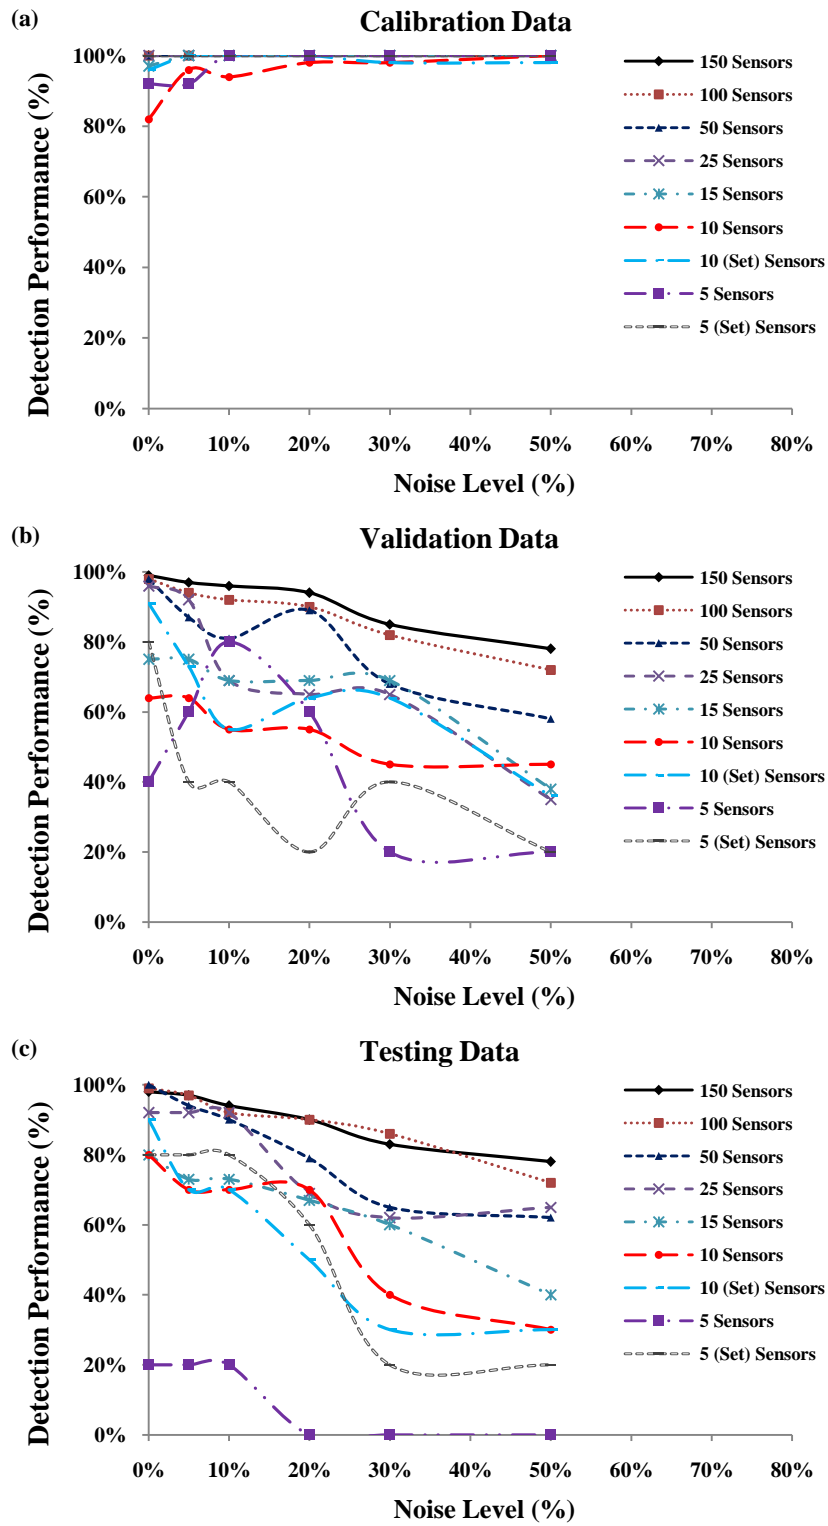 (a)
Calibration Data
Detection Performance (%)
100%
80%
60%
40%
20%
0%
0% 10% 20% 30% 40% 50% 60% 70% 80%
Noise Level (%)
150 Sensors
100 Sensors
50 Sensors
25 Sensors
15 Sensors
10 Sensors
10 (Set) Sensors
5 Sensors
5 (Set) Sensors
(b)
Validation Data
Detection Performance (%)
100%
80%
60%
40%
20%
0%
0% 10% 20% 30% 40% 50% 60% 70% 80%
Noise Level (%)
150 Sensors
100 Sensors
50 Sensors
25 Sensors
15 Sensors
10 Sensors
10 (Set) Sensors
5 Sensors
5 (Set) Sensors
(c)
Testing Data
Detection Performance (%)
100%
80%
60%
40%
20%
0%
0% 10% 20% 30% 40% 50% 60% 70% 80%
Noise Level (%)
150 Sensors
100 Sensors
50 Sensors
25 Sensors
15 Sensors
10 Sensors
10 (Set) Sensors
5 Sensors
5 (Set) Sensors